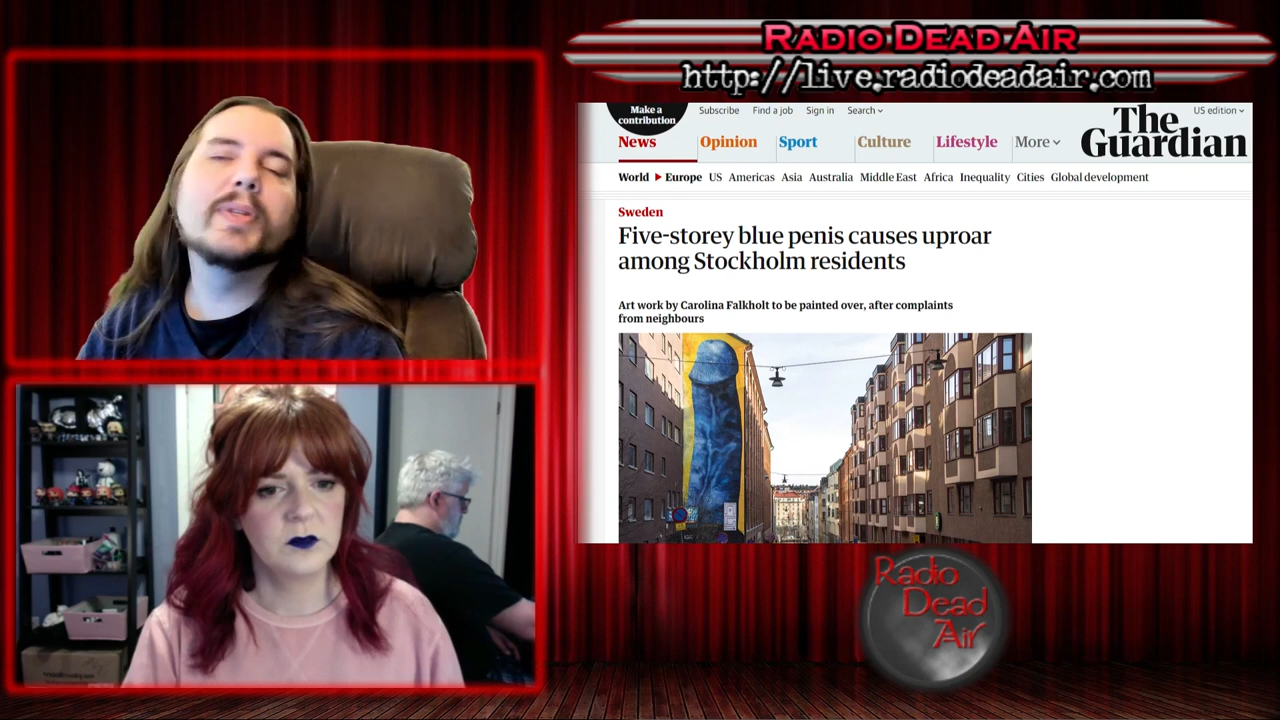 Radio Dead Air
http://live.radiodeadair.com
Make a
contribution
Subscribe Find a job Sign in Search
US edition
The
Guardian
News Opinion Sport Culture Lifestyle More
World Europe US Americas Asia Australia Middle East Africa Inequality Cities Global development
Sweden
Five-storey blue penis causes uproar
among Stockholm residents
Art work by Carolina Falkholt to be painted over, after complaints
from neighbours
Radio
Dead
Air